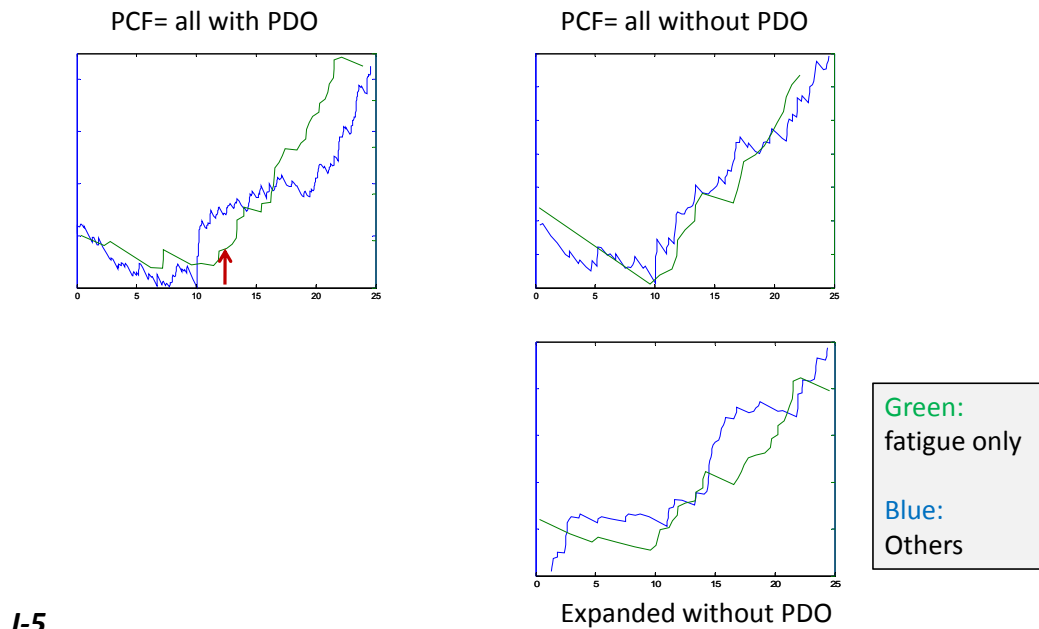 PCF= all with PDO
PCF= all without PDO
0 5 10 15 20 25
0 5 10 15 20 25
Green:
fatigue only
Blue:
Others
0 5 10 15 20 25
Expanded without PDO
I-5